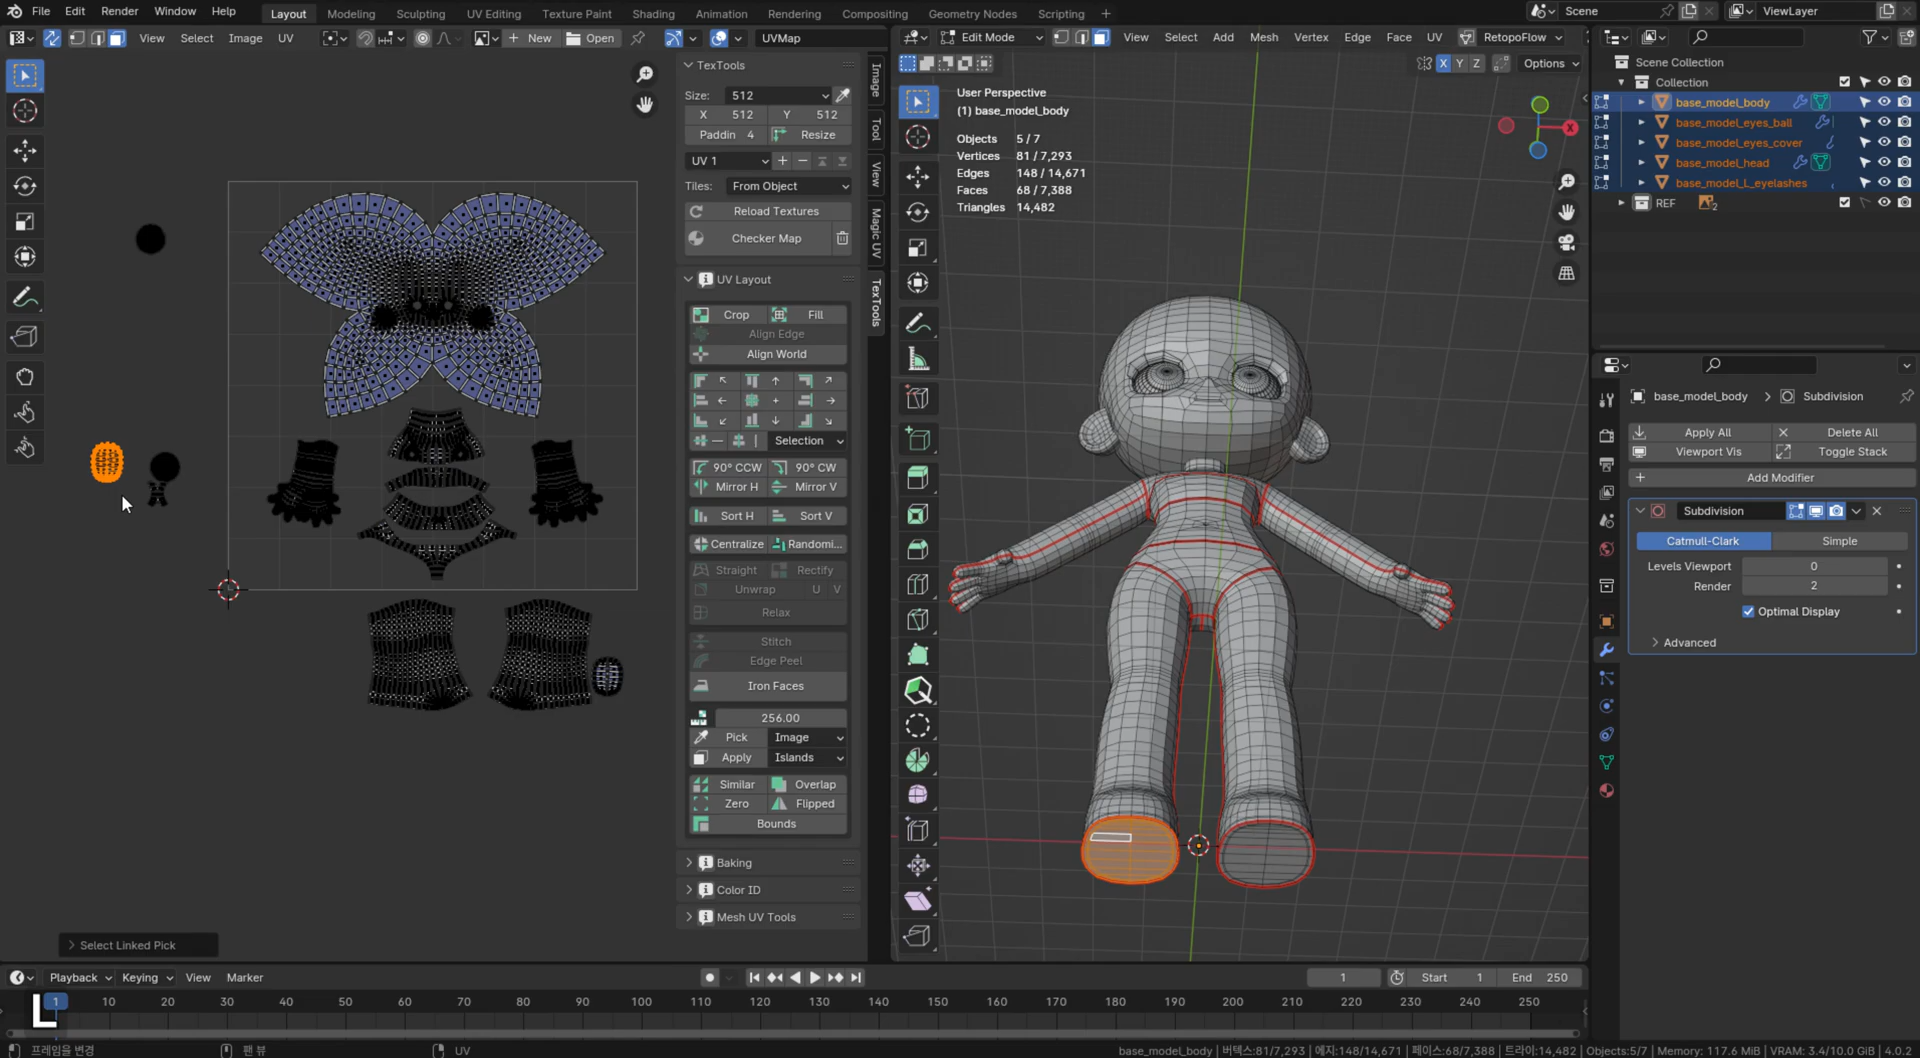 File Edit Render Window Help Layout Modeling Sculpting UV Editing Texture Paint Shading Animation Rendering Compositing Geometry Nodes Scripting + Scene ViewLayer
View Select Image UV + New Open UVMap
Edit Mode View Select Add Mesh Vertex Edge Face UV RetopoFlow
X Y Z Options
TexTools
Size: 512
X 512 Y 512
Paddin 4 Resize
UV 1
Tiles: From Object
Reload Textures
Checker Map
UV Layout
Crop Fill
Align Edge
Align World
Selection
90° CCW 90° CW
Mirror H Mirror V
Sort H Sort V
Centralize Randomi...
Straight Rectify
Unwrap U V
Relax
Stitch
Edge Peel
Iron Faces
256.00
Pick Image
Apply Islands
Similar Overlap
Zero Flipped
Bounds
Baking
Color ID
Mesh UV Tools
Image
Tool
View
Magic UV
TexTools
Select Linked Pick
User Perspective
(1) base_model_body
Objects 5 / 7
Vertices 81 / 7,293
Edges 148 / 14,671
Faces 68 / 7,388
Triangles 14,482
X
Scene Collection
Collection
base_model_body
base_model_eyes_ball
base_model_eyes_cover
base_model_head
base_model_L_eyelashes
REF 2
base_model_body > Subdivision
Apply All Delete All
Viewport Vis Toggle Stack
Add Modifier
Subdivision
Catmull-Clark Simple
Levels Viewport 0
Render 2
Optimal Display
Advanced
Playback Keying View Marker 1 Start 1 End 250
1 10 20 30 40 50 60 70 80 90 100 110 120 130 140 150 160 170 180 190 200 210 220 230 240 250
L
프레임을 변경 팬 뷰 UV base_model_body | 버텍스:81/7,293 | 에지:148/14,671 | 페이스:68/7,388 | 트라이:14,482 | Objects:5/7 | Memory: 117.6 MiB | VRAM: 3.4/10.0 GiB | 4.0.2